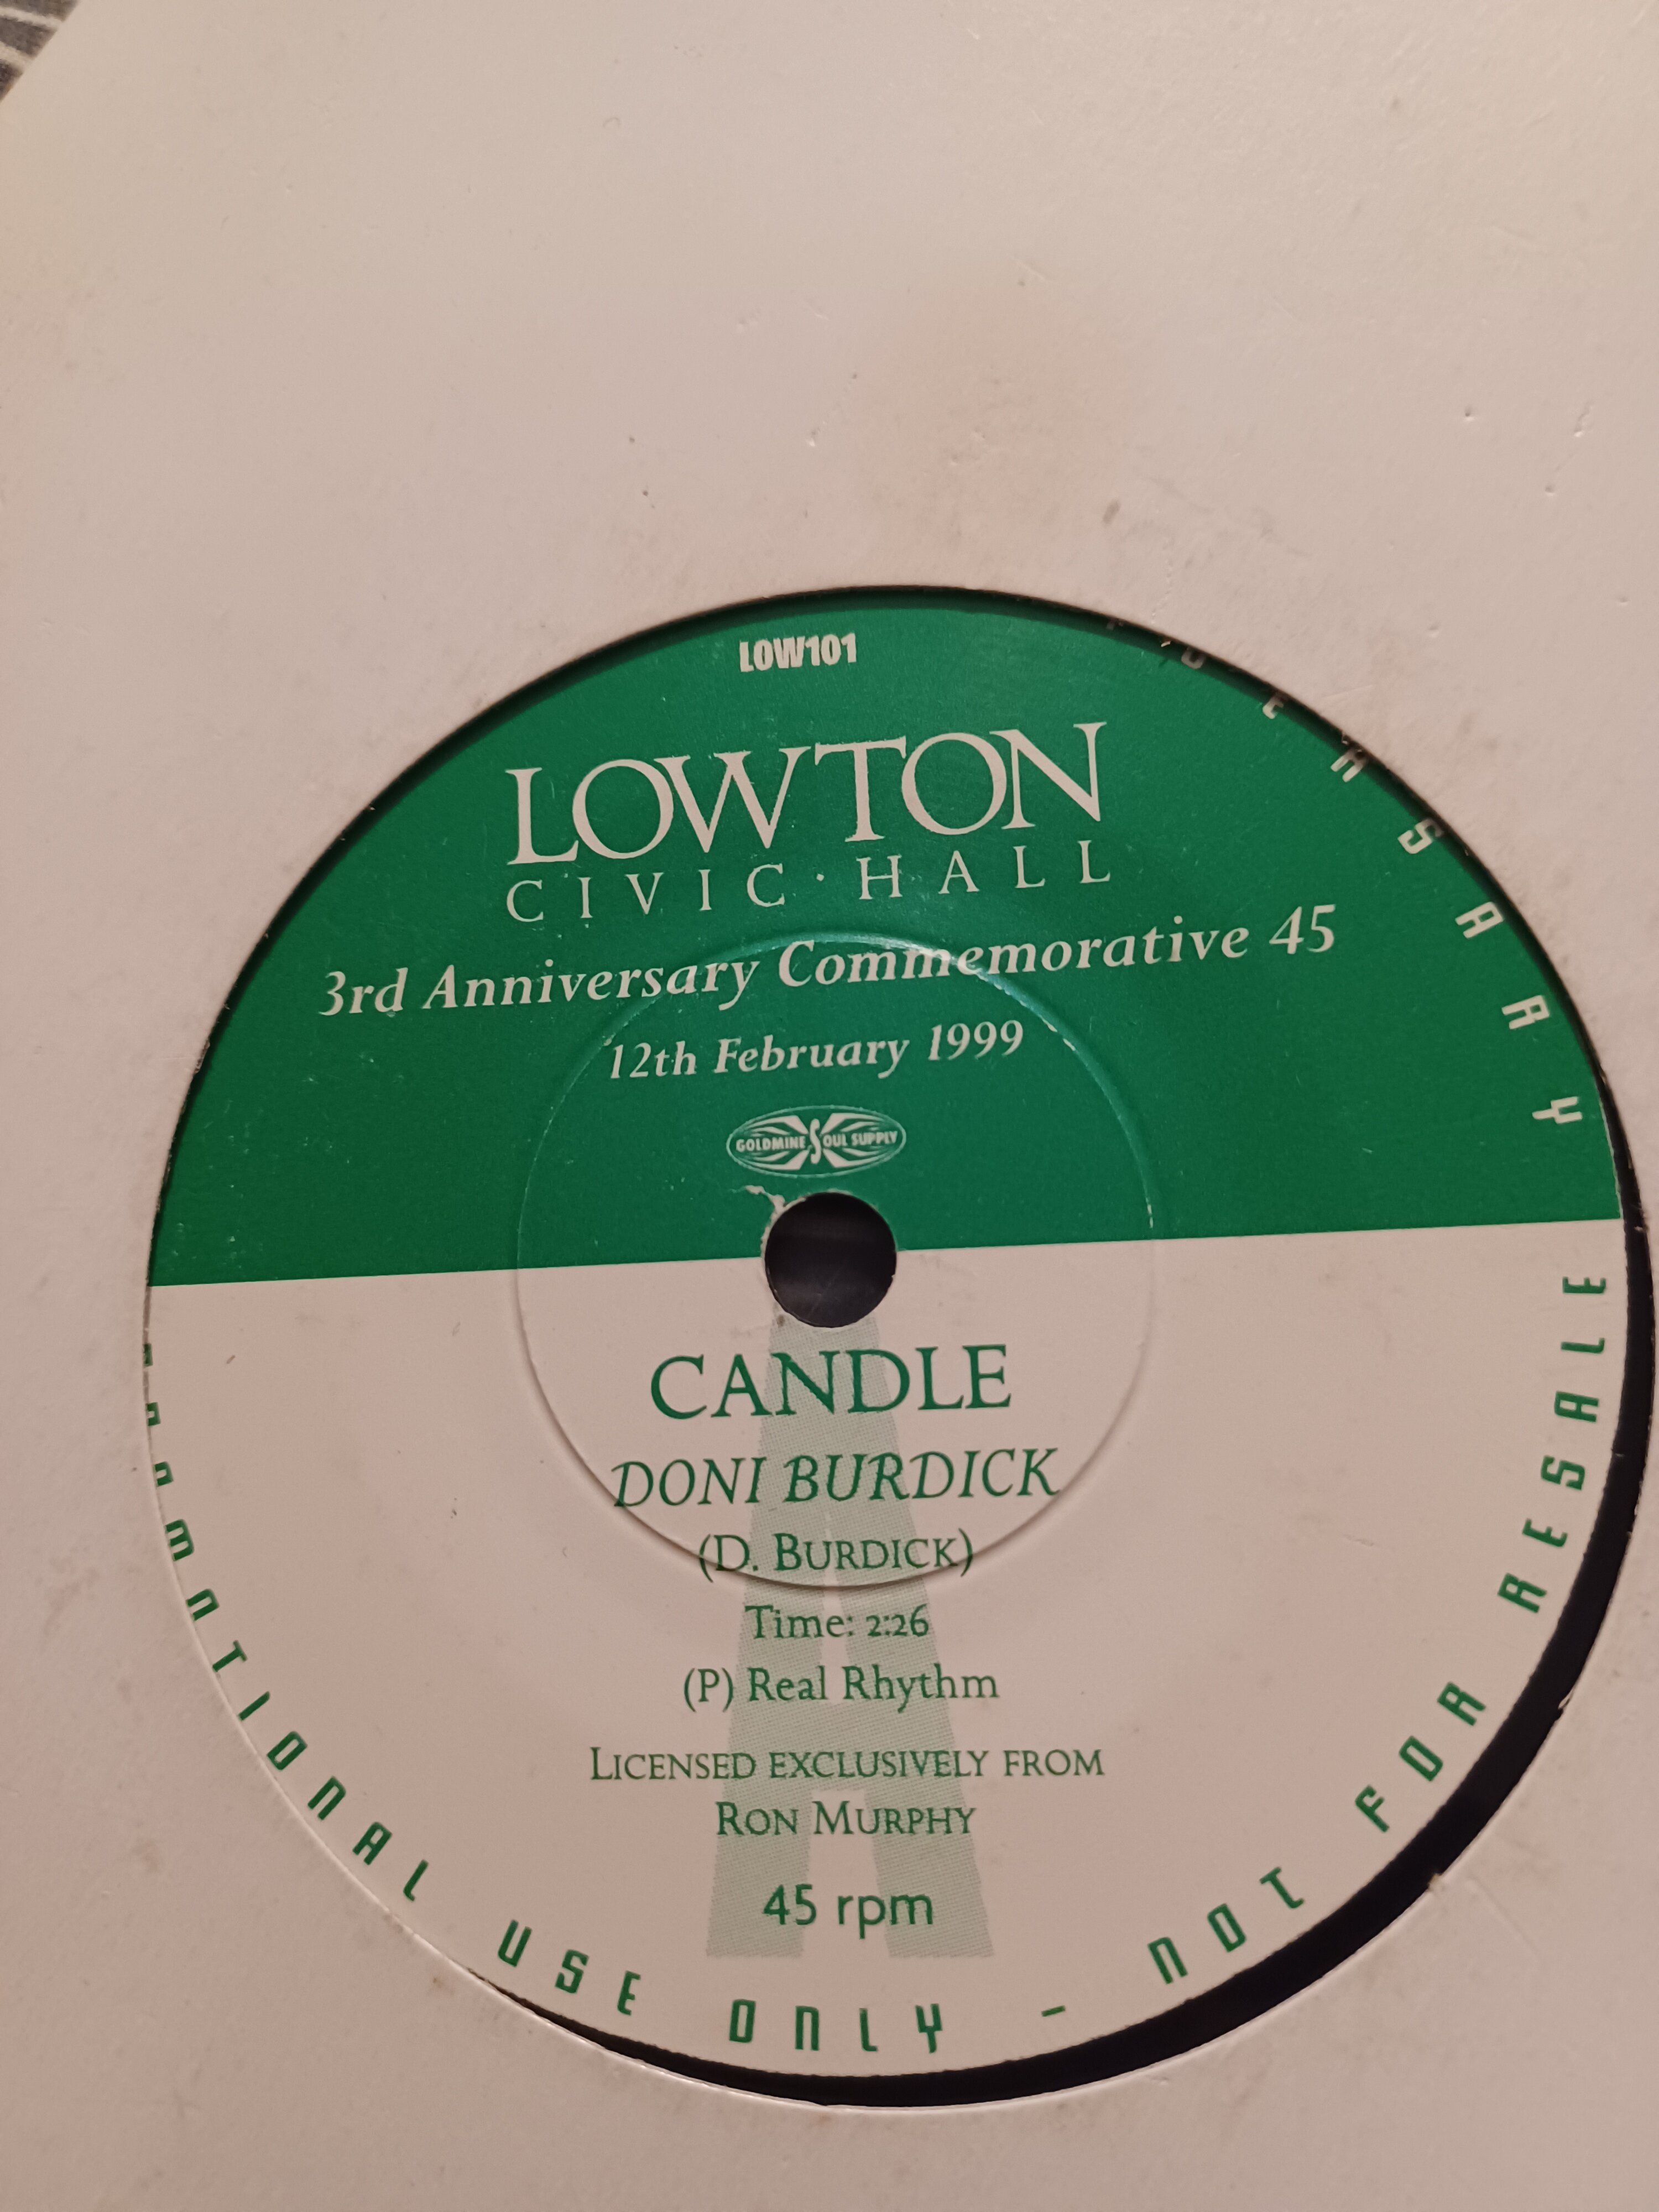 LOW101
LOWTON
CIVIC · HALL
3rd Anniversary Commemorative 45
12th February 1999
GOLDMINE SOUL SUPPLY
CANDLE
DONI BURDICK
(D. BURDICK)
Time: 2:26
(P) Real Rhythm
LICENSED EXCLUSIVELY FROM
RON MURPHY
45 rpm
USE ONLY - NOT FOR RESALE